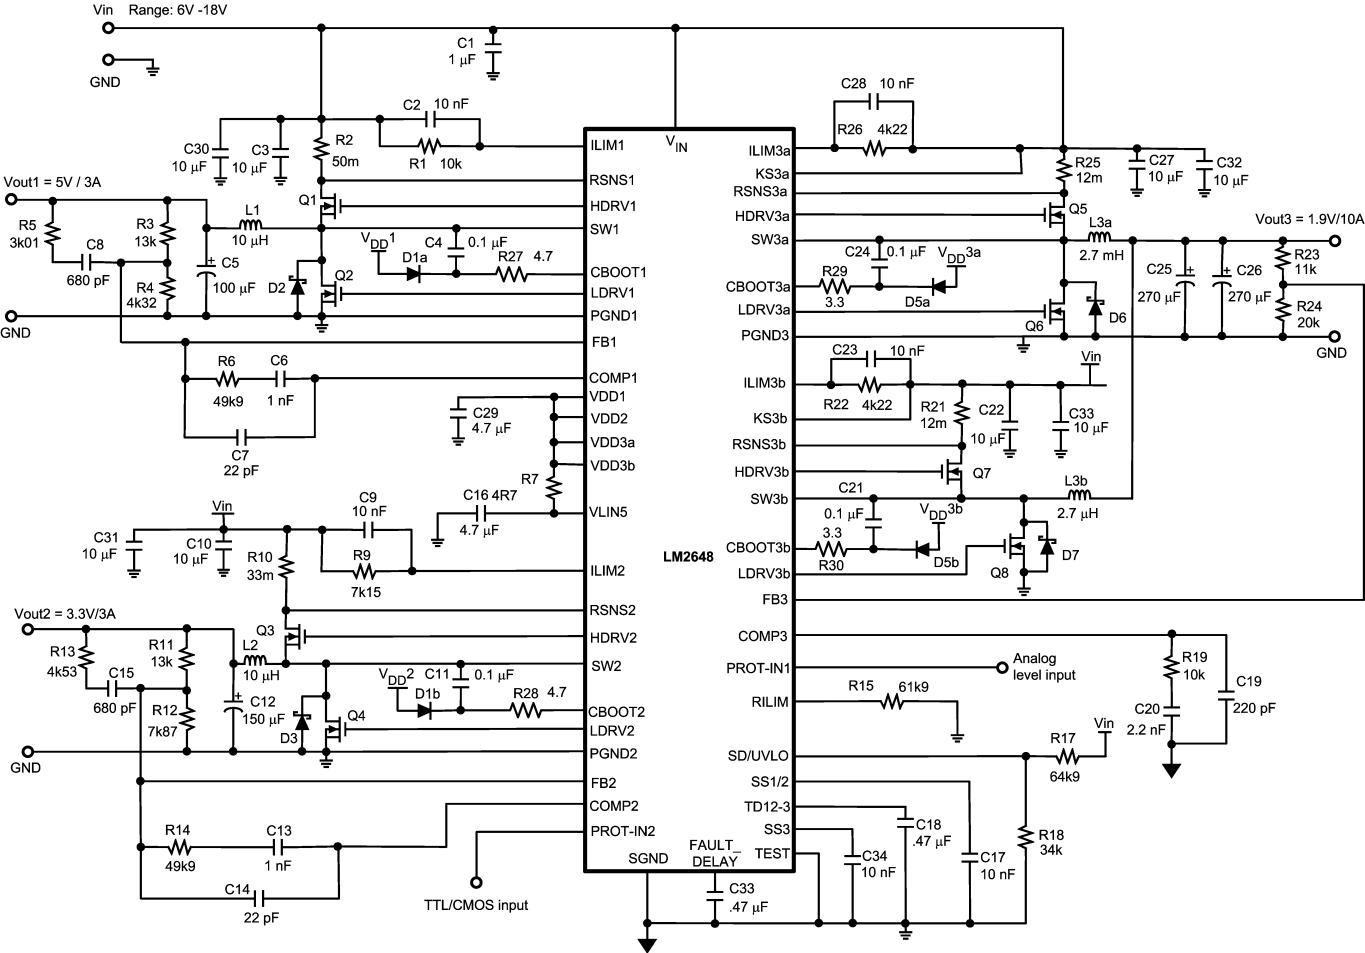 Vin Range: 6V -18V
GND
C1
1 µF
C2 10 nF
R1 10k
C30
10 µF
C3
10 µF
R2
50m
Vout1 = 5V / 3A
R5
3k01
C8
680 pF
R3
13k
R4
4k32
L1
10 µH
C5
100 µF
+
Q1
Q2
D2
VDD1
D1a
C4
0.1 µF
R27 4.7
GND
R6
49k9
C6
1 nF
C7
22 pF
C29
4.7 µF
R7
C16 4R7
4.7 µF
Vin
C9
10 nF
C31
10 µF
C10
10 µF
R10
33m
R9
7k15
Vout2 = 3.3V/3A
R13
4k53
C15
680 pF
R11
13k
R12
7k87
L2
10 µH
C12
150 µF
+
Q3
Q4
D3
VDD2
D1b
C11
0.1 µF
R28 4.7
GND
R14
49k9
C13
1 nF
C14
22 pF
TTL/CMOS input
VIN
ILIM1
RSNS1
HDRV1
SW1
CBOOT1
LDRV1
PGND1
FB1
COMP1
VDD1
VDD2
VDD3a
VDD3b
VLIN5
ILIM2
RSNS2
HDRV2
SW2
CBOOT2
LDRV2
PGND2
FB2
COMP2
PROT-IN2
SGND
FAULT_
DELAY
LM2648
ILIM3a
KS3a
RSNS3a
HDRV3a
SW3a
CBOOT3a
LDRV3a
PGND3
ILIM3b
KS3b
RSNS3b
HDRV3b
SW3b
CBOOT3b
LDRV3b
FB3
COMP3
PROT-IN1
RILIM
SD/UVLO
SS1/2
TD12-3
SS3
TEST
C28 10 nF
R26 4k22
R25
12m
C27
10 µF
C32
10 µF
Q5
L3a
2.7 mH
Vout3 = 1.9V/10A
C24
0.1 µF
VDD3a
R29
3.3
D5a
Q6
D6
C25
270 µF
+
C26
270 µF
+
R23
11k
R24
20k
GND
C23
10 nF
R22 4k22
Vin
R21
12m
C22
10 µF
C33
10 µF
Q7
L3b
2.7 µH
C21
0.1 µF
VDD3b
3.3
R30
D5b
Q8
D7
Analog
level input
R19
10k
C20
2.2 nF
C19
220 pF
R15 61k9
R17
64k9
Vin
R18
34k
C18
.47 µF
C34
10 nF
C17
10 nF
C33
.47 µF